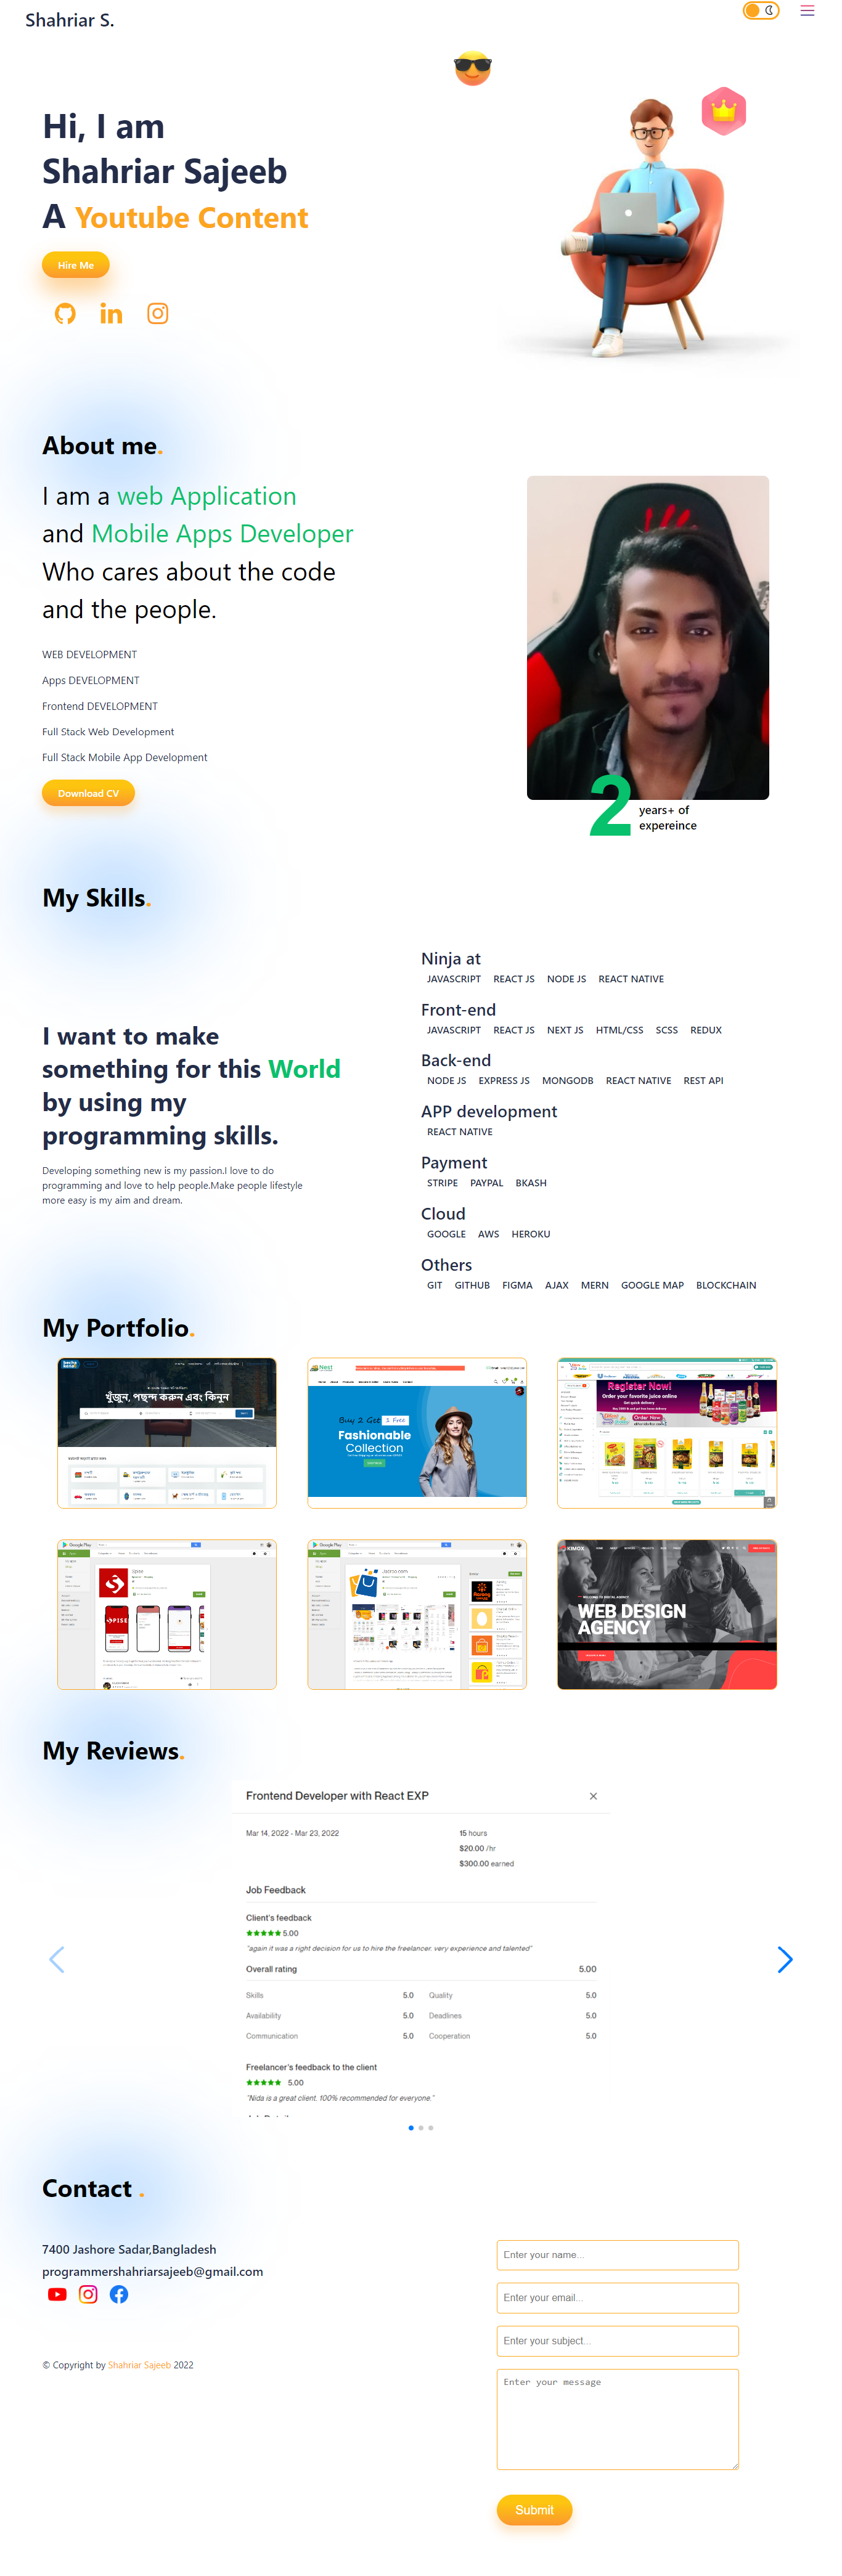 Shahriar S.
Hi, I am
Shahriar Sajeeb
A Youtube Content
Hire Me
About me.
I am a web Application
and Mobile Apps Developer
Who cares about the code
and the people.
WEB DEVELOPMENT
Apps DEVELOPMENT
Frontend DEVELOPMENT
Full Stack Web Development
Full Stack Mobile App Development
Download CV
2 years+ of
expereince
My Skills.
I want to make
something for this World
by using my
programming skills.
Developing something new is my passion.I love to do
programming and love to help people.Make people lifestyle
more easy is my aim and dream.
Ninja at
JAVASCRIPT REACT JS NODE JS REACT NATIVE
Front-end
JAVASCRIPT REACT JS NEXT JS HTML/CSS SCSS REDUX
Back-end
NODE JS EXPRESS JS MONGODB REACT NATIVE REST API
APP development
REACT NATIVE
Payment
STRIPE PAYPAL BKASH
Cloud
GOOGLE AWS HEROKU
Others
GIT GITHUB FIGMA AJAX MERN GOOGLE MAP BLOCKCHAIN
My Portfolio.
খুঁজুন, পছন্দ করুন এবং কিনুন
Nest
Buy 2 Get 1 Free
Fashionable
Collection
Register Now!
Order your favorite juice online
Get quick delivery
Order Now
Google Play
Opise
OPISE
Google Play
KIMOX
WEB DESIGN
AGENCY
My Reviews.
Frontend Developer with React EXP
Mar 14, 2022 - Mar 23, 2022
15 hours
$20.00 /hr
$300.00 earned
Job Feedback
Client's feedback
5.00
"again it was a right decision for us to hire the freelancer. very experience and talented"
Overall rating 5.00
Skills 5.0 Quality 5.0
Availability 5.0 Deadlines 5.0
Communication 5.0 Cooperation 5.0
Freelancer's feedback to the client
5.00
"Nida is a great client. 100% recommended for everyone."
Contact .
7400 Jashore Sadar,Bangladesh
programmershahriarsajeeb@gmail.com
© Copyright by Shahriar Sajeeb 2022
Enter your name...
Enter your email...
Enter your subject...
Enter your message
Submit